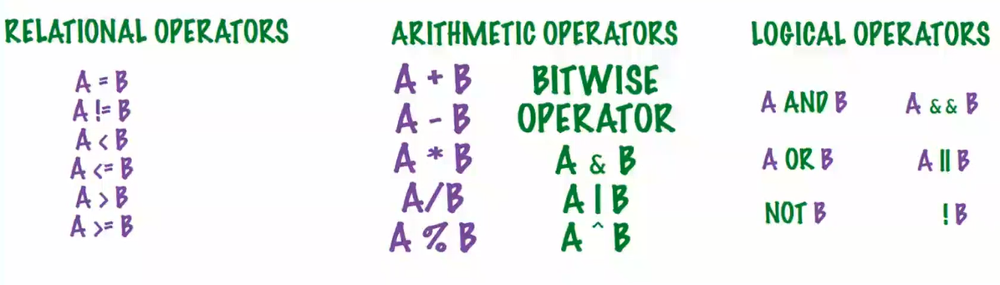 RELATIONAL OPERATORS
A = B
A != B
A < B
A <= B
A > B
A >= B
ARITHMETIC OPERATORS
A + B
A - B
A * B
A/B
A % B
BITWISE
OPERATOR
A & B
A | B
A ^ B
LOGICAL OPERATORS
A AND B
A && B
A OR B
A || B
NOT B
! B